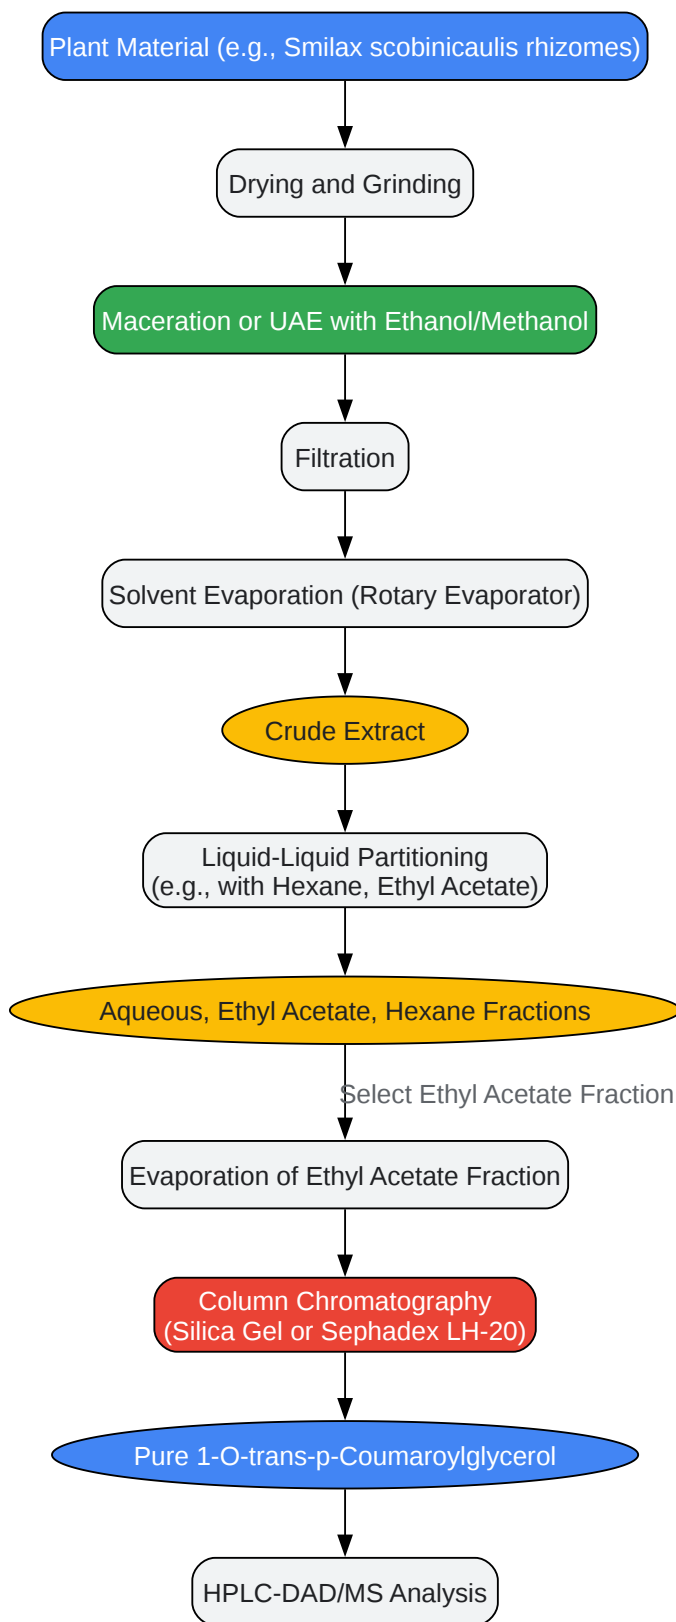 Plant Material (e.g., Smilax scobinicaulis rhizomes)
Drying and Grinding
Maceration or UAE with Ethanol/Methanol
Filtration
Solvent Evaporation (Rotary Evaporator)
Crude Extract
Liquid-Liquid Partitioning
(e.g., with Hexane, Ethyl Acetate)
Aqueous, Ethyl Acetate, Hexane Fractions
Select Ethyl Acetate Fraction
Evaporation of Ethyl Acetate Fraction
Column Chromatography
(Silica Gel or Sephadex LH-20)
Pure 1-O-trans-p-Coumaroylglycerol
HPLC-DAD/MS Analysis